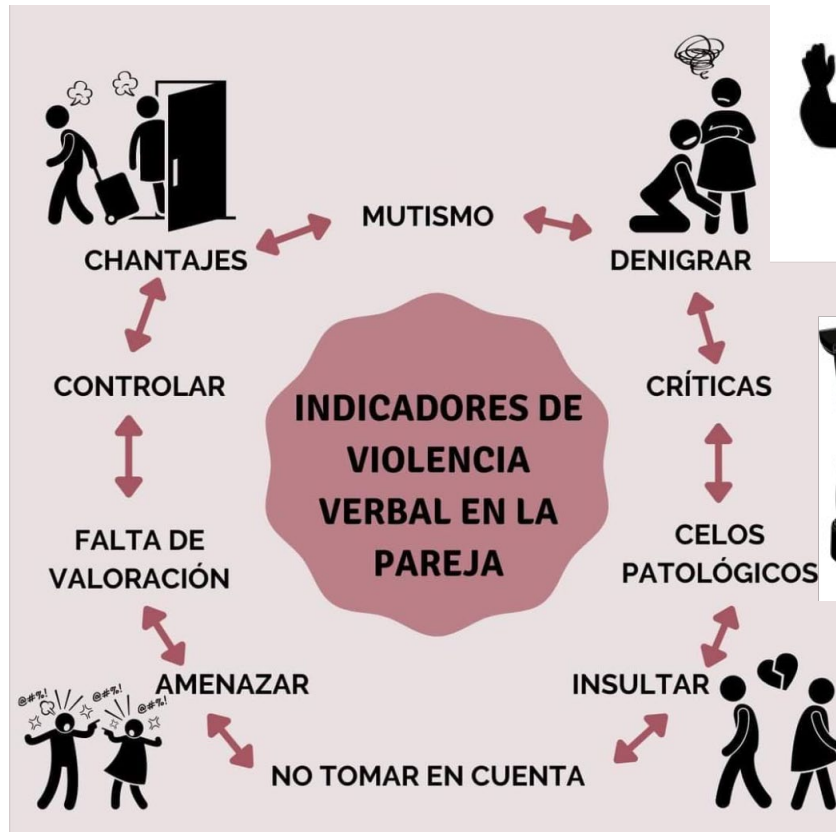 MUTISMO
CHANTAJES
DENIGRAR
CONTROLAR
CRÍTICAS
INDICADORES DE
VIOLENCIA
VERBAL EN LA
PAREJA
FALTA DE
VALORACIÓN
CELOS
PATOLÓGICOS
@#%!
@#%!
@#%!
AMENAZAR
INSULTAR
NO TOMAR EN CUENTA